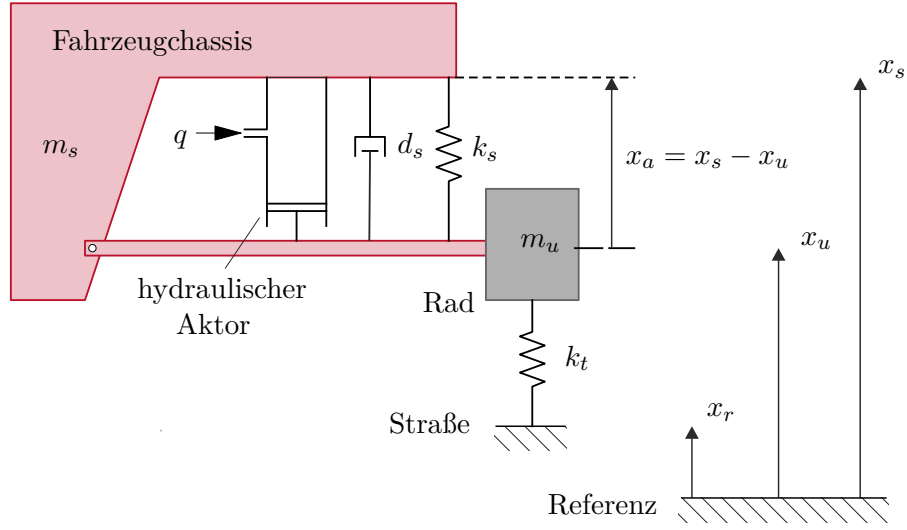 Fahrzeugchassis
x_s
m_s
q
d_s
k_s
x_a = x_s − x_u
m_u
x_u
hydraulischer
Aktor
Rad
k_t
x_r
Straße
Referenz